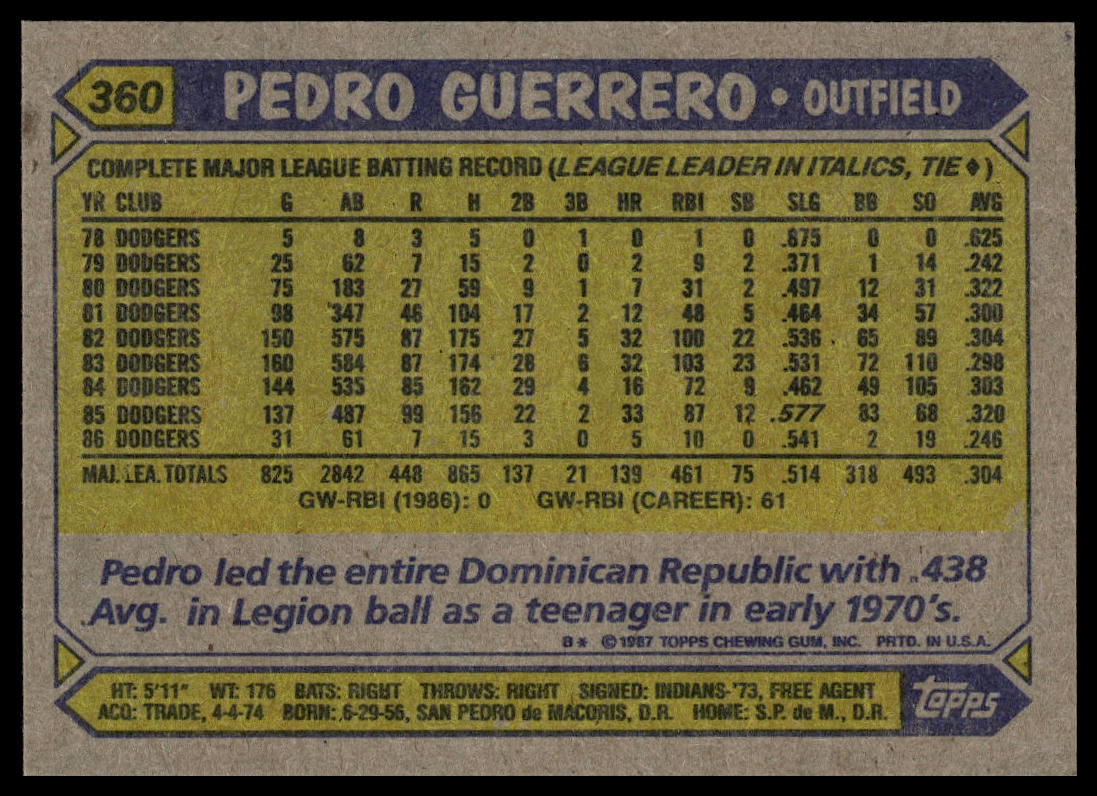 360 PEDRO GUERRERO • OUTFIELD
COMPLETE MAJOR LEAGUE BATTING RECORD (LEAGUE LEADER IN ITALICS, TIE ♦)
YR CLUB G AB R H 2B 3B HR RBI SB SLG BB SO AVG
78 DODGERS 5 8 3 5 0 1 0 1 0 .875 0 0 .625
79 DODGERS 25 62 7 15 2 0 2 9 2 .371 1 14 .242
80 DODGERS 75 183 27 59 9 1 7 31 2 .497 12 31 .322
81 DODGERS 98 347 46 104 17 2 12 48 5 .464 34 57 .300
82 DODGERS 150 575 87 175 27 5 32 100 22 .536 65 89 .304
83 DODGERS 160 584 87 174 28 6 32 103 23 .531 72 110 .298
84 DODGERS 144 535 85 162 29 4 16 72 9 .462 49 105 .303
85 DODGERS 137 487 99 156 22 2 33 87 12 .577 83 68 .320
86 DODGERS 31 61 7 15 3 0 5 10 0 .541 2 19 .246
MAJ. LEA. TOTALS 825 2842 448 865 137 21 139 461 75 .514 318 493 .304
GW-RBI (1986): 0 GW-RBI (CAREER): 61
Pedro led the entire Dominican Republic with .438
Avg. in Legion ball as a teenager in early 1970's.
B* © 1987 TOPPS CHEWING GUM, INC. PRTD. IN U.S.A.
HT: 5'11" WT: 176 BATS: RIGHT THROWS: RIGHT SIGNED: INDIANS-'73, FREE AGENT
ACQ: TRADE, 4-4-74 BORN: 6-29-56, SAN PEDRO de MACORIS, D.R. HOME: S.P. de M., D.R.
topps